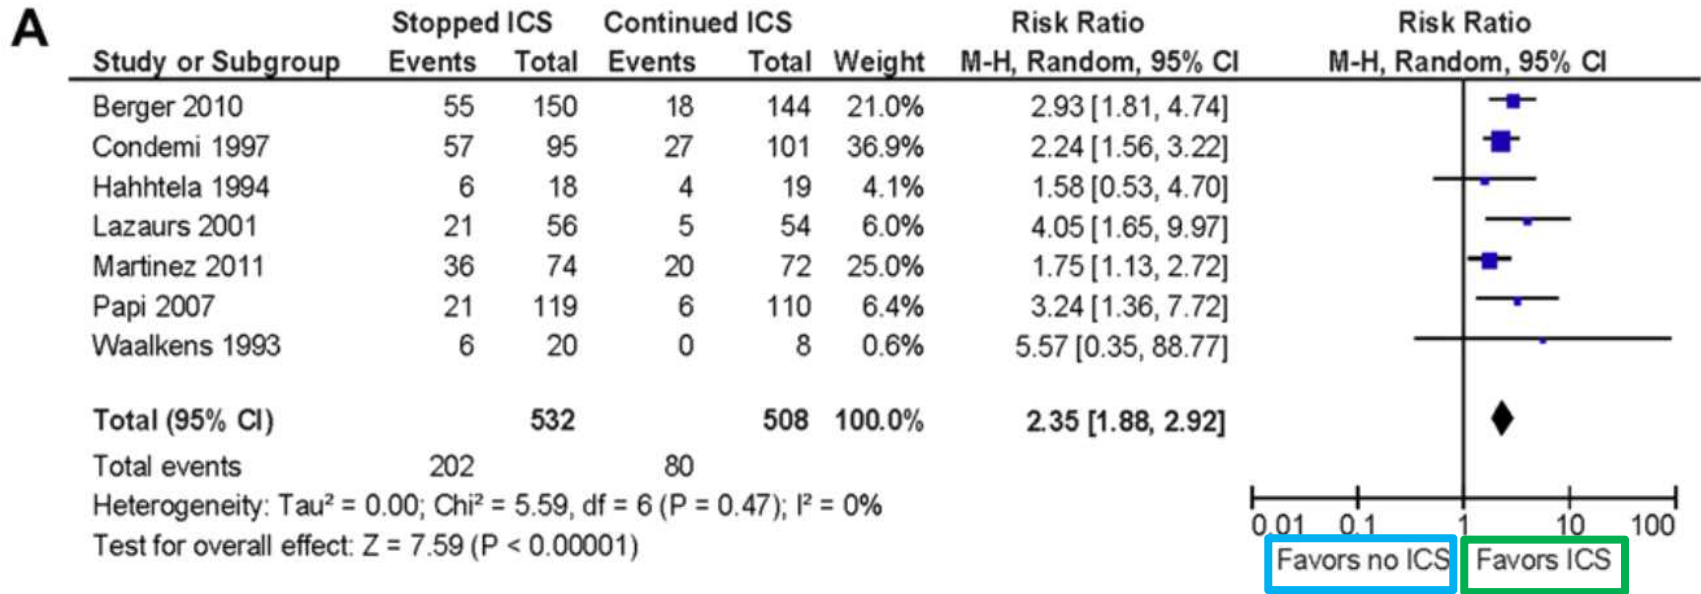 A
Stopped ICS Continued ICS Risk Ratio Risk Ratio
Study or Subgroup Events Total Events Total Weight M-H, Random, 95% CI M-H, Random, 95% CI
Berger 2010 55 150 18 144 21.0% 2.93 [1.81, 4.74]
Condemi 1997 57 95 27 101 36.9% 2.24 [1.56, 3.22]
Hahhtela 1994 6 18 4 19 4.1% 1.58 [0.53, 4.70]
Lazaurs 2001 21 56 5 54 6.0% 4.05 [1.65, 9.97]
Martinez 2011 36 74 20 72 25.0% 1.75 [1.13, 2.72]
Papi 2007 21 119 6 110 6.4% 3.24 [1.36, 7.72]
Waalkens 1993 6 20 0 8 0.6% 5.57 [0.35, 88.77]
Total (95% CI) 532 508 100.0% 2.35 [1.88, 2.92]
Total events 202 80
Heterogeneity: Tau² = 0.00; Chi² = 5.59, df = 6 (P = 0.47); I² = 0%
Test for overall effect: Z = 7.59 (P < 0.00001)
0.01 0.1 1 10 100
Favors no ICS Favors ICS